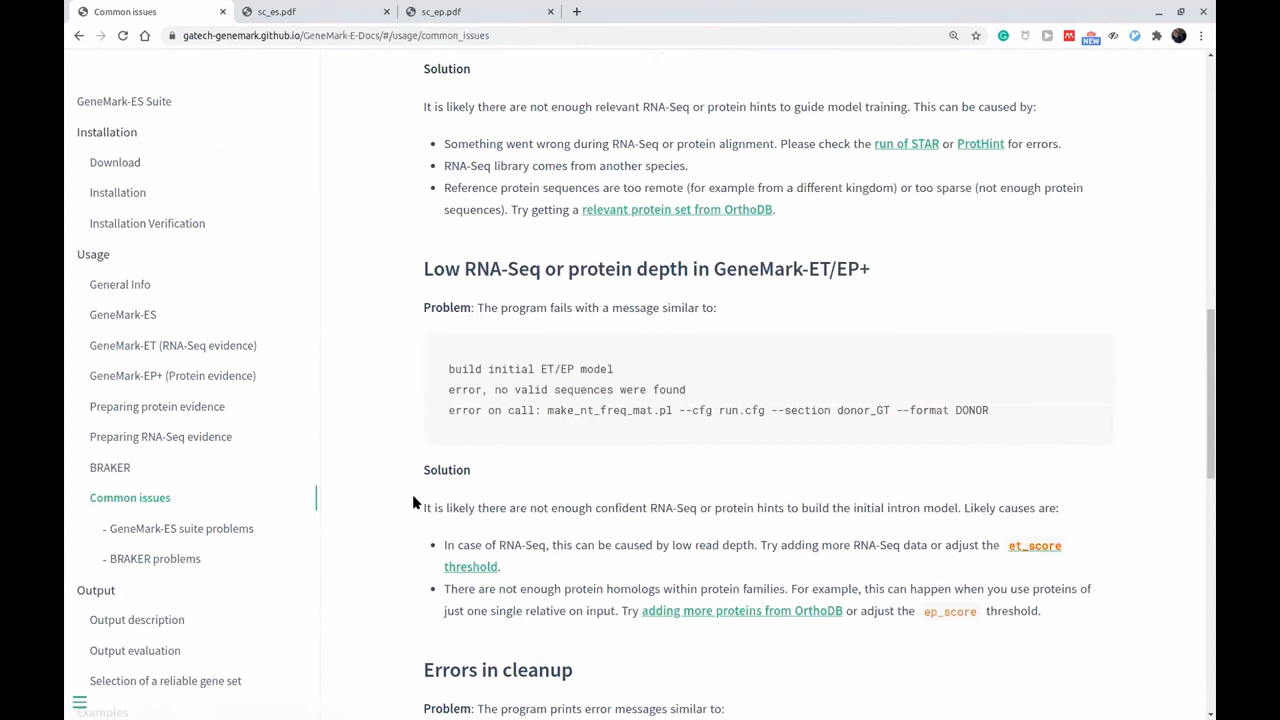 Common issues
sc_es.pdf
sc_ep.pdf
gatech-genemark.github.io/GeneMark-E-Docs/#/usage/common_issues
NEW
GeneMark-ES Suite
Installation
Download
Installation
Installation Verification
Usage
General Info
GeneMark-ES
GeneMark-ET (RNA-Seq evidence)
GeneMark-EP+ (Protein evidence)
Preparing protein evidence
Preparing RNA-Seq evidence
BRAKER
Common issues
- GeneMark-ES suite problems
- BRAKER problems
Output
Output description
Output evaluation
Selection of a reliable gene set
Examples
Solution
It is likely there are not enough relevant RNA-Seq or protein hints to guide model training. This can be caused by:
• Something went wrong during RNA-Seq or protein alignment. Please check the run of STAR or ProtHint for errors.
• RNA-Seq library comes from another species.
• Reference protein sequences are too remote (for example from a different kingdom) or too sparse (not enough protein
sequences). Try getting a relevant protein set from OrthoDB.
Low RNA-Seq or protein depth in GeneMark-ET/EP+
Problem: The program fails with a message similar to:
build initial ET/EP model
error, no valid sequences were found
error on call: make_nt_freq_mat.pl --cfg run.cfg --section donor_GT --format DONOR
Solution
It is likely there are not enough confident RNA-Seq or protein hints to build the initial intron model. Likely causes are:
• In case of RNA-Seq, this can be caused by low read depth. Try adding more RNA-Seq data or adjust the et_score
threshold.
• There are not enough protein homologs within protein families. For example, this can happen when you use proteins of
just one single relative on input. Try adding more proteins from OrthoDB or adjust the ep_score threshold.
Errors in cleanup
Problem: The program prints error messages similar to: